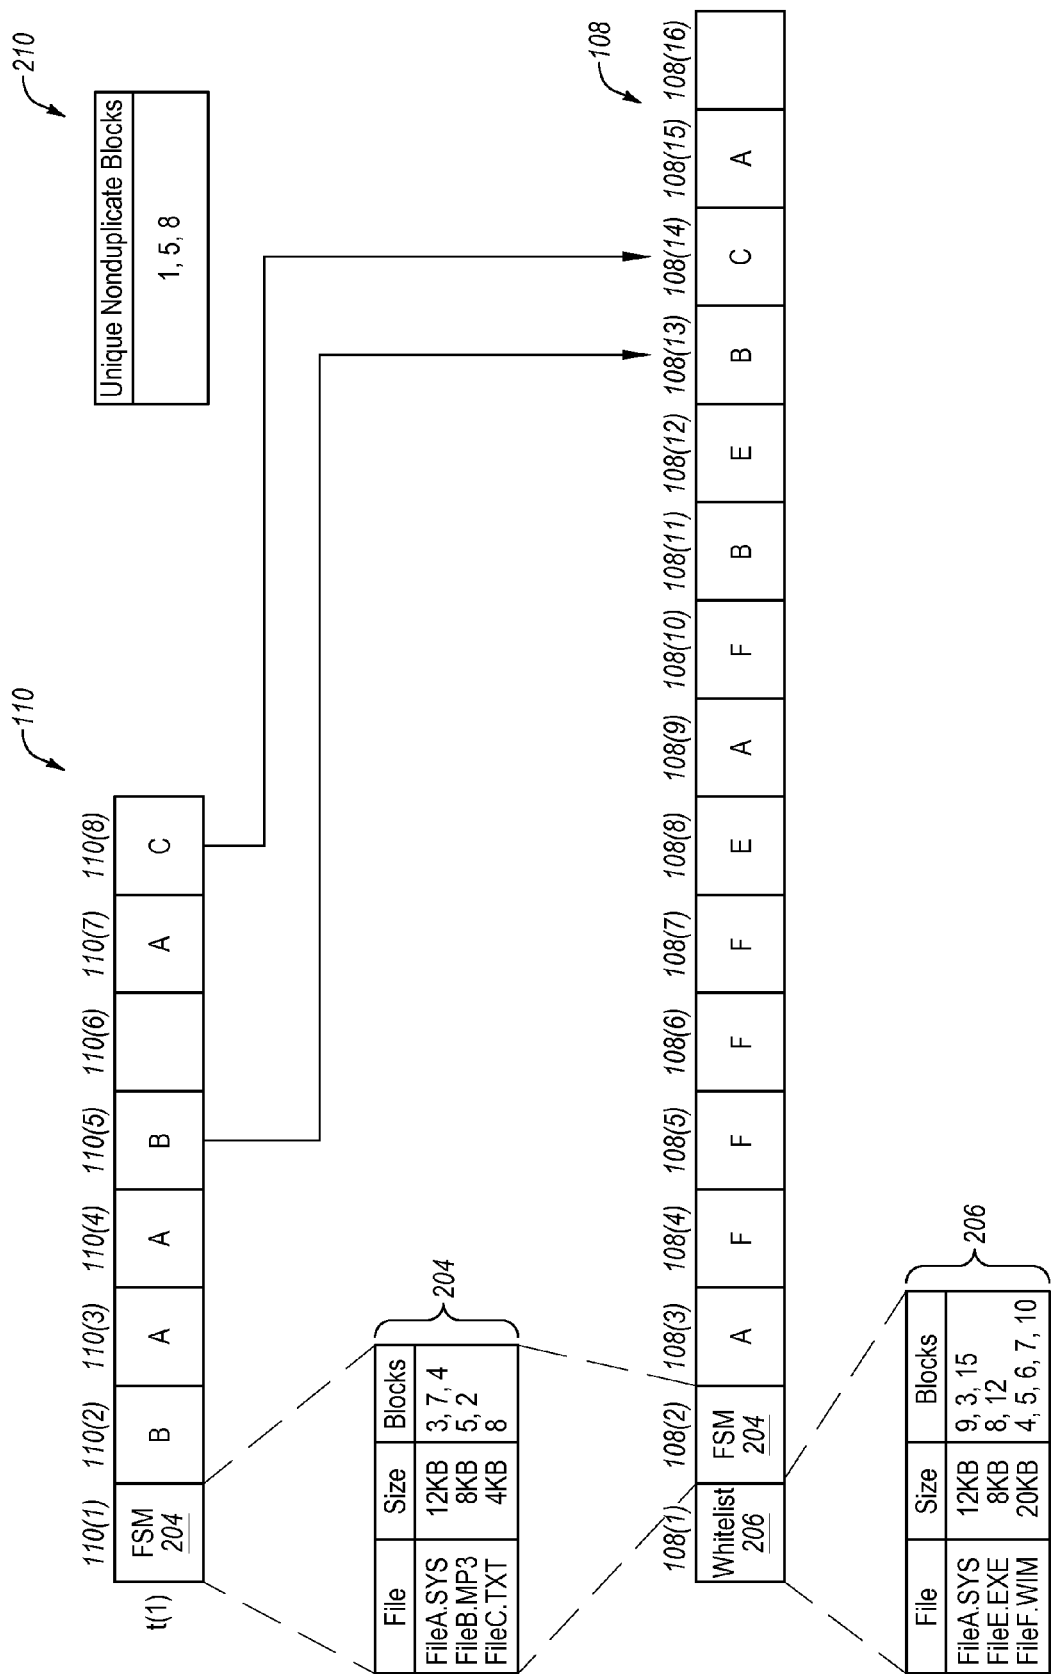 210
Unique Nonduplicate Blocks
1, 5, 8
110
110(1) 110(2) 110(3) 110(4) 110(5) 110(6) 110(7) 110(8)
t(1) FSM 204 B A A B A C
204
File Size Blocks
FileA.SYS 12KB 3, 7, 4
FileB.MP3 8KB 5, 2
FileC.TXT 4KB 8
108
108(1) 108(2) 108(3) 108(4) 108(5) 108(6) 108(7) 108(8) 108(9) 108(10) 108(11) 108(12) 108(13) 108(14) 108(15) 108(16)
Whitelist 206 FSM 204 A F F F F E A F B E B C A
206
File Size Blocks
FileA.SYS 12KB 9, 3, 15
FileE.EXE 8KB 8, 12
FileF.WIM 20KB 4, 5, 6, 7, 10